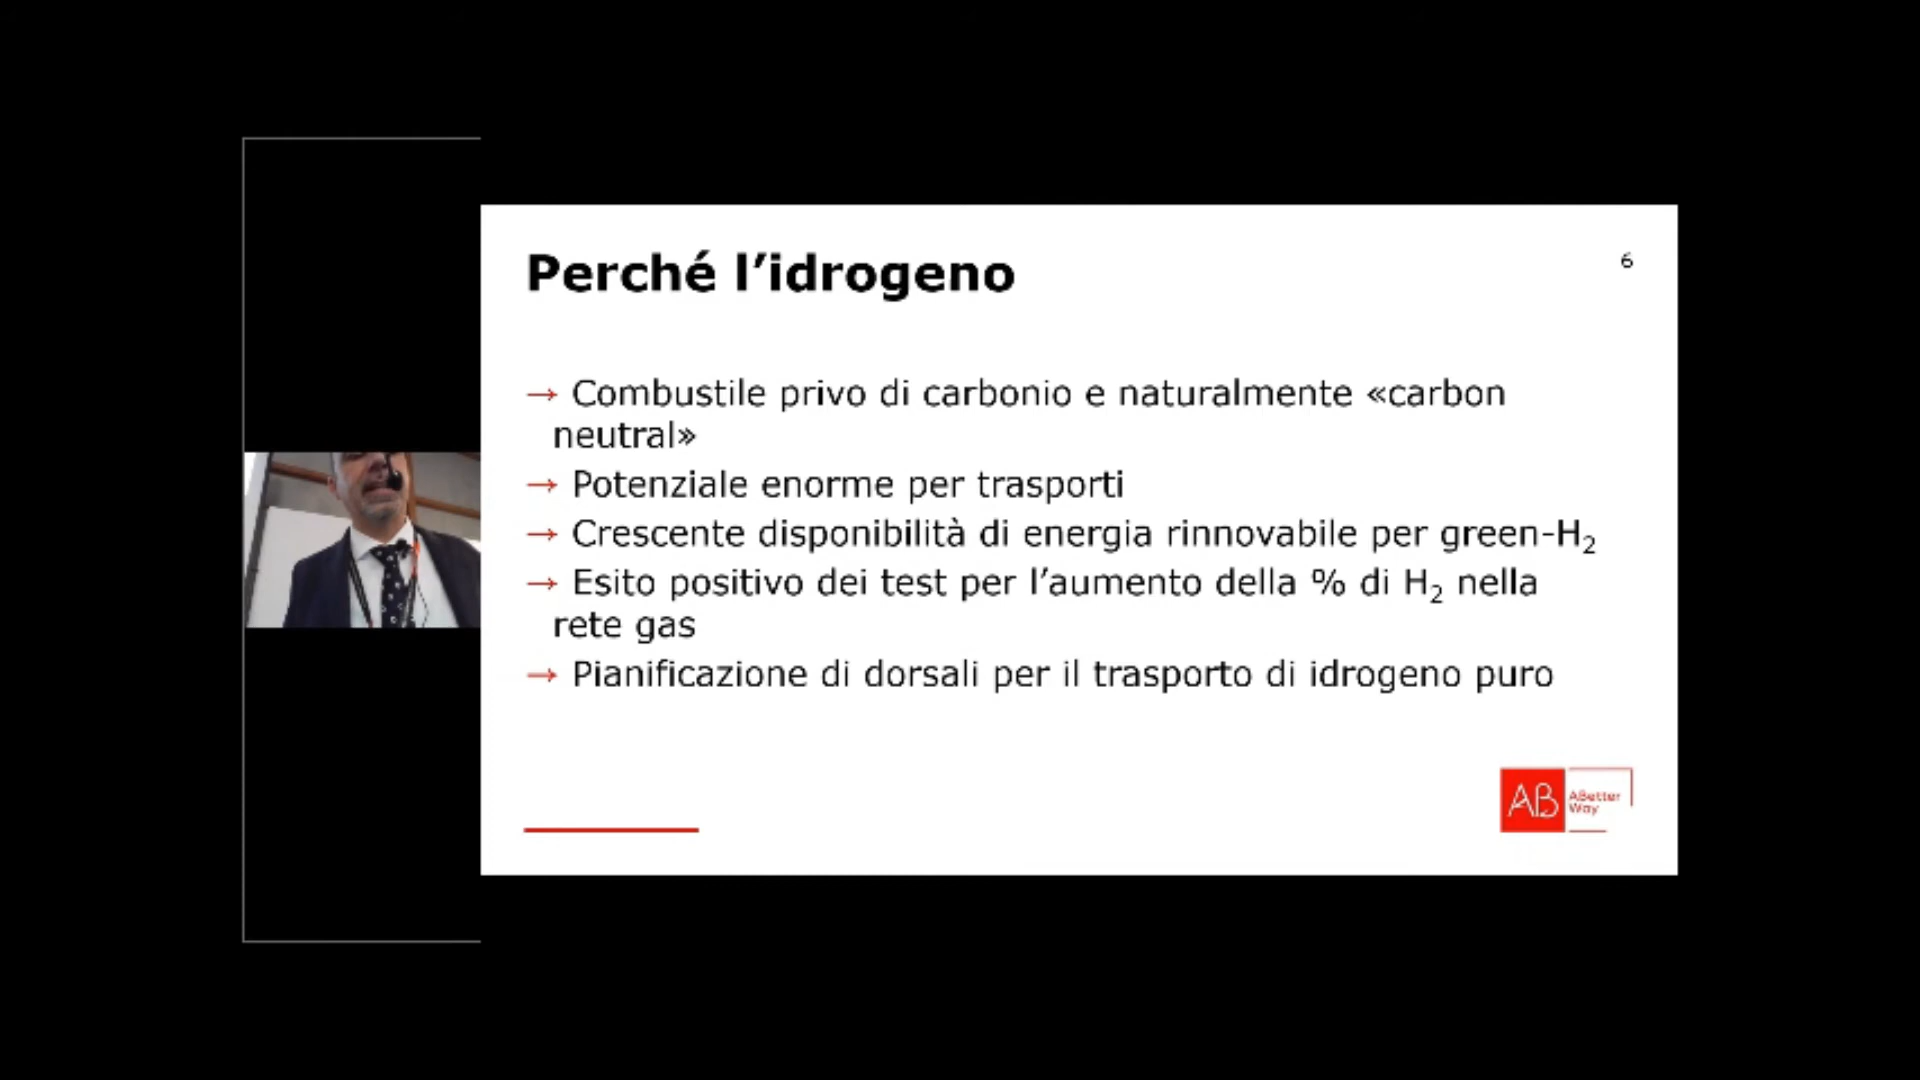 Perché l’idrogeno
6
→ Combustile privo di carbonio e naturalmente «carbon
neutral»
→ Potenziale enorme per trasporti
→ Crescente disponibilità di energia rinnovabile per green-H₂
→ Esito positivo dei test per l’aumento della % di H₂ nella
rete gas
→ Pianificazione di dorsali per il trasporto di idrogeno puro
AB
ABetter
Way